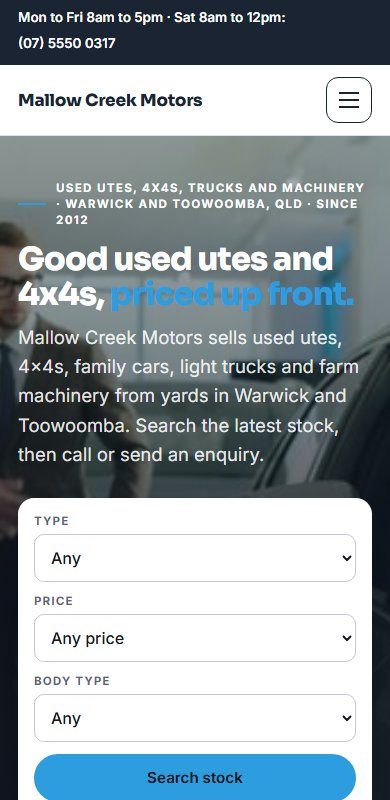 Mon to Fri 8am to 5pm · Sat 8am to 12pm:
(07) 5550 0317
Mallow Creek Motors
USED UTES, 4X4S, TRUCKS AND MACHINERY
· WARWICK AND TOOWOOMBA, QLD · SINCE
2012
Good used utes and
4x4s, priced up front.
Mallow Creek Motors sells used utes,
4×4s, family cars, light trucks and farm
machinery from yards in Warwick and
Toowoomba. Search the latest stock,
then call or send an enquiry.
TYPE
Any
PRICE
Any price
BODY TYPE
Any
Search stock